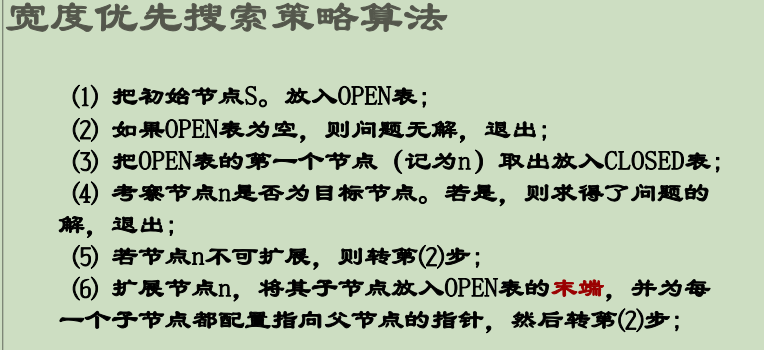 宽度优先搜索策略算法
(1) 把初始节点S。放入OPEN表;
(2) 如果OPEN表为空，则问题无解，退出;
(3) 把OPEN表的第一个节点（记为n）取出放入CLOSED表;
(4) 考察节点n是否为目标节点。若是，则求得了问题的
解，退出;
(5) 若节点n不可扩展，则转第(2)步;
(6) 扩展节点n，将其子节点放入OPEN表的末端，并为每
一个子节点都配置指向父节点的指针，然后转第(2)步;